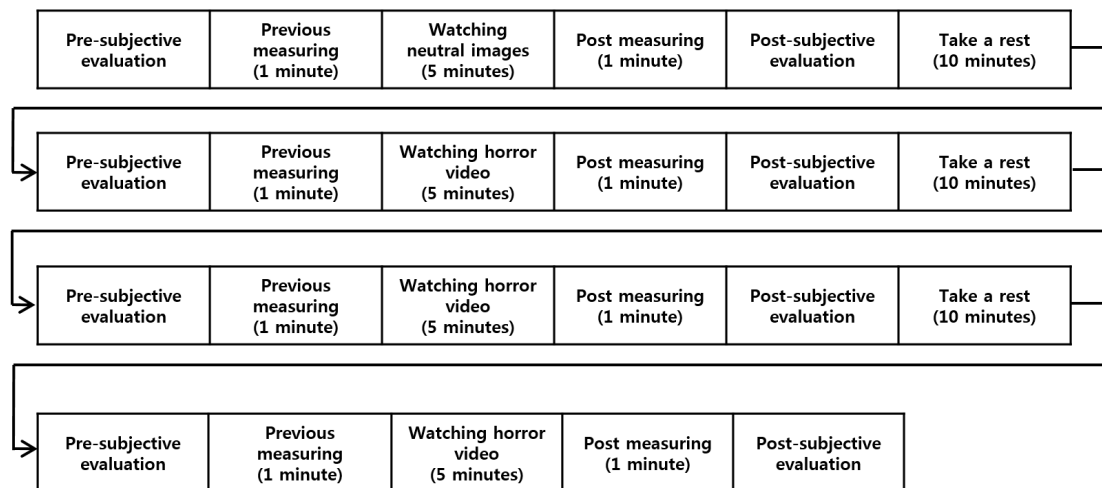 Pre-subjective
evaluation
Previous
measuring
(1 minute)
Watching
neutral images
(5 minutes)
Post measuring
(1 minute)
Post-subjective
evaluation
Take a rest
(10 minutes)
Pre-subjective
evaluation
Previous
measuring
(1 minute)
Watching horror
video
(5 minutes)
Post measuring
(1 minute)
Post-subjective
evaluation
Take a rest
(10 minutes)
Pre-subjective
evaluation
Previous
measuring
(1 minute)
Watching horror
video
(5 minutes)
Post measuring
(1 minute)
Post-subjective
evaluation
Take a rest
(10 minutes)
Pre-subjective
evaluation
Previous
measuring
(1 minute)
Watching horror
video
(5 minutes)
Post measuring
(1 minute)
Post-subjective
evaluation